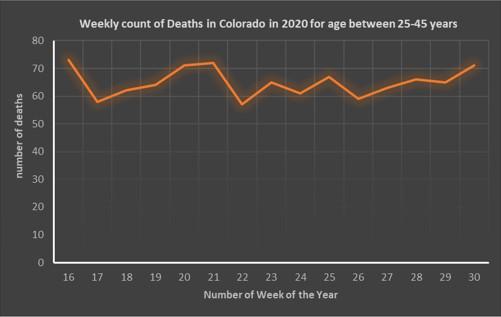 Weekly count of Deaths in Colorado in 2020 for age between 25-45 years
80
70
60
50
40
30
20
10
0
number of deaths
16 17 18 19 20 21 22 23 24 25 26 27 28 29 30
Number of Week of the Year